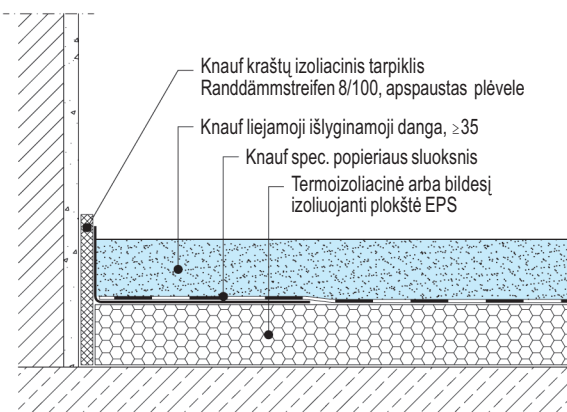 Knauf kraštų izoliacinis tarpiklis
Randdämmstreifen 8/100, apspaustas plėvele
Knauf liejamoji išlyginamoji danga, ≥35
Knauf spec. popieriaus sluoksnis
Termoizoliacinė arba bildesį
izoliuojanti plokštė EPS